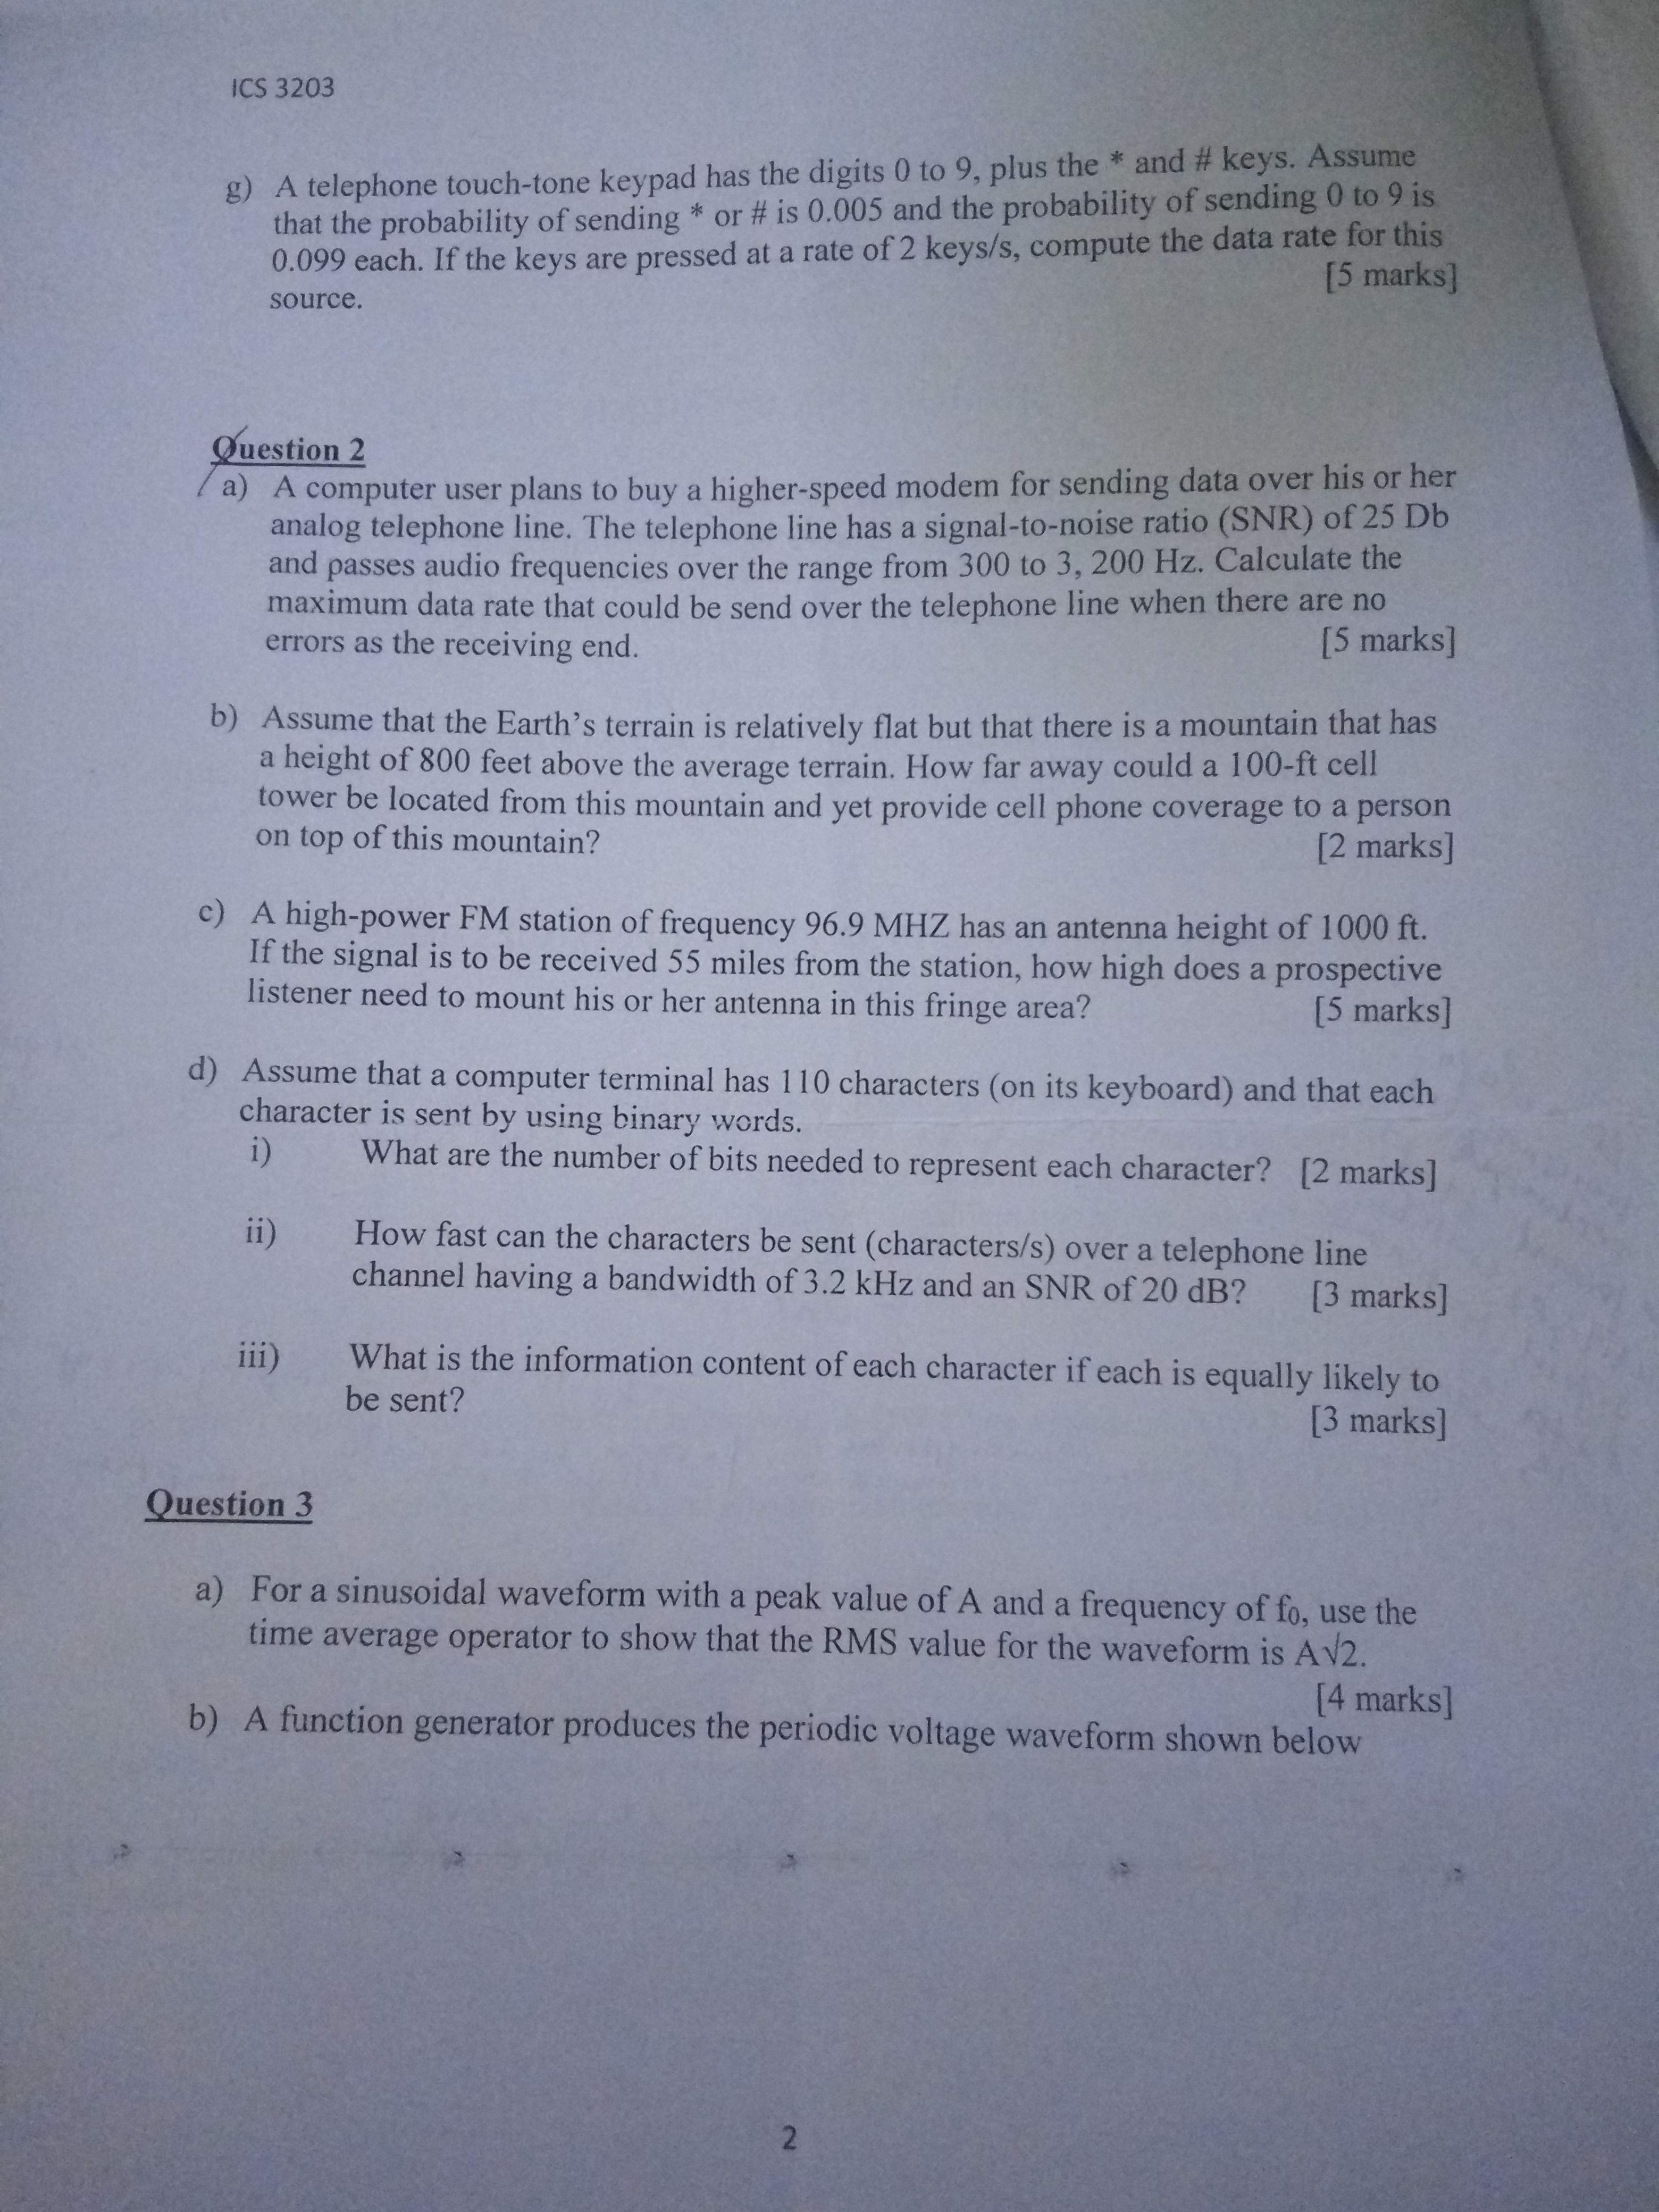 ICS 3203
g) A telephone touch-tone keypad has the digits 0 to 9, plus the * and # keys. Assume
that the probability of sending * or # is 0.005 and the probability of sending 0 to 9 is
0.099 each. If the keys are pressed at a rate of 2 keys/s, compute the data rate for this
source. [5 marks]
Question 2
a) A computer user plans to buy a higher-speed modem for sending data over his or her
analog telephone line. The telephone line has a signal-to-noise ratio (SNR) of 25 Db
and passes audio frequencies over the range from 300 to 3, 200 Hz. Calculate the
maximum data rate that could be send over the telephone line when there are no
errors as the receiving end. [5 marks]
b) Assume that the Earth's terrain is relatively flat but that there is a mountain that has
a height of 800 feet above the average terrain. How far away could a 100-ft cell
tower be located from this mountain and yet provide cell phone coverage to a person
on top of this mountain? [2 marks]
c) A high-power FM station of frequency 96.9 MHZ has an antenna height of 1000 ft.
If the signal is to be received 55 miles from the station, how high does a prospective
listener need to mount his or her antenna in this fringe area? [5 marks]
d) Assume that a computer terminal has 110 characters (on its keyboard) and that each
character is sent by using binary words.
i) What are the number of bits needed to represent each character? [2 marks]
ii) How fast can the characters be sent (characters/s) over a telephone line
channel having a bandwidth of 3.2 kHz and an SNR of 20 dB? [3 marks]
iii) What is the information content of each character if each is equally likely to
be sent? [3 marks]
Question 3
a) For a sinusoidal waveform with a peak value of A and a frequency of f₀, use the
time average operator to show that the RMS value for the waveform is A√2.
[4 marks]
b) A function generator produces the periodic voltage waveform shown below
2